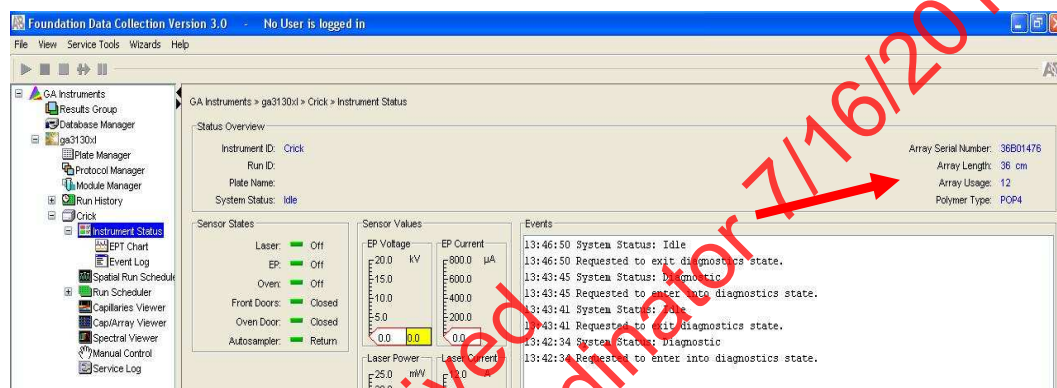 Foundation Data Collection Version 3.0 - No User is logged in
File View Service Tools Wizards Help
GA Instruments
Results Group
Database Manager
ga3130xl
Plate Manager
Protocol Manager
Module Manager
Run History
Crick
Instrument Status
EPT Chart
Event Log
Spatial Run Schedule
Run Scheduler
Capillaries Viewer
Cap/Array Viewer
Spectral Viewer
Manual Control
Service Log
GA Instruments > ga3130xl > Crick > Instrument Status
Status Overview
Instrument ID: Crick
Run ID:
Plate Name:
System Status: Idle
Array Serial Number: 36B01476
Array Length: 36 cm
Array Usage: 12
Polymer Type: POP4
Sensor States
Laser: Off
EP: Off
Oven: Off
Front Doors: Closed
Oven Door: Closed
Autosampler: Return
Sensor Values
EP Voltage
20.0 kV
15.0
10.0
5.0
0.0 0.0
EP Current
800.0 µA
600.0
400.0
200.0
0.0
Laser Power
25.0 mW
Laser Current
12.0 A
Events
13:46:50 System Status: Idle
13:46:50 Requested to exit diagnostics state.
13:43:45 System Status: Diagnostic
13:43:45 Requested to enter into diagnostics state.
13:43:41 System Status: Idle
13:43:41 Requested to exit diagnostics state.
13:42:34 System Status: Diagnostic
13:42:34 Requested to enter into diagnostics state.
7/16/201